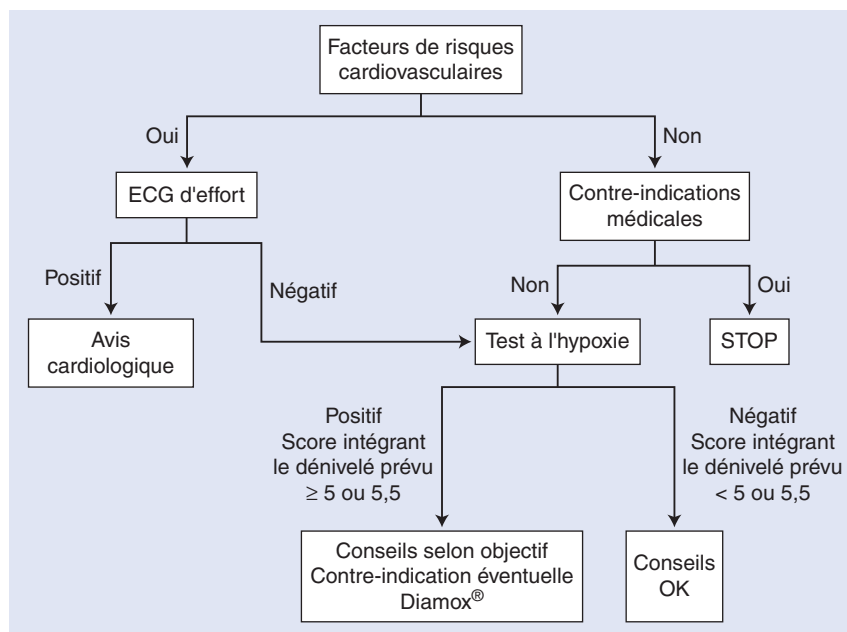 Facteurs de risques
cardiovasculaires
Oui
Non
ECG d'effort
Contre-indications
médicales
Positif
Négatif
Non
Oui
Avis
cardiologique
Test à l'hypoxie
STOP
Positif
Score intégrant
le dénivelé prévu
≥ 5 ou 5,5
Négatif
Score intégrant
le dénivelé prévu
< 5 ou 5,5
Conseils selon objectif
Contre-indication éventuelle
Diamox®
Conseils
OK